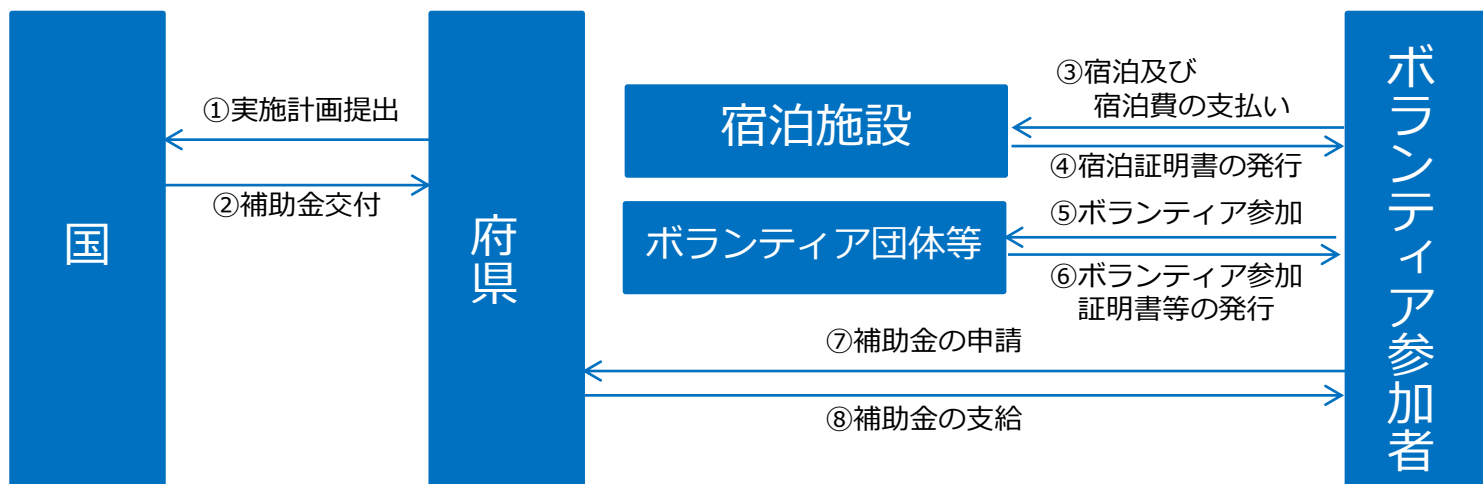 国
①実施計画提出
②補助金交付
府県
宿泊施設
③宿泊及び
宿泊費の支払い
④宿泊証明書の発行
ボランティア団体等
⑤ボランティア参加
⑥ボランティア参加
証明書等の発行
⑦補助金の申請
⑧補助金の支給
ボランティア参加者